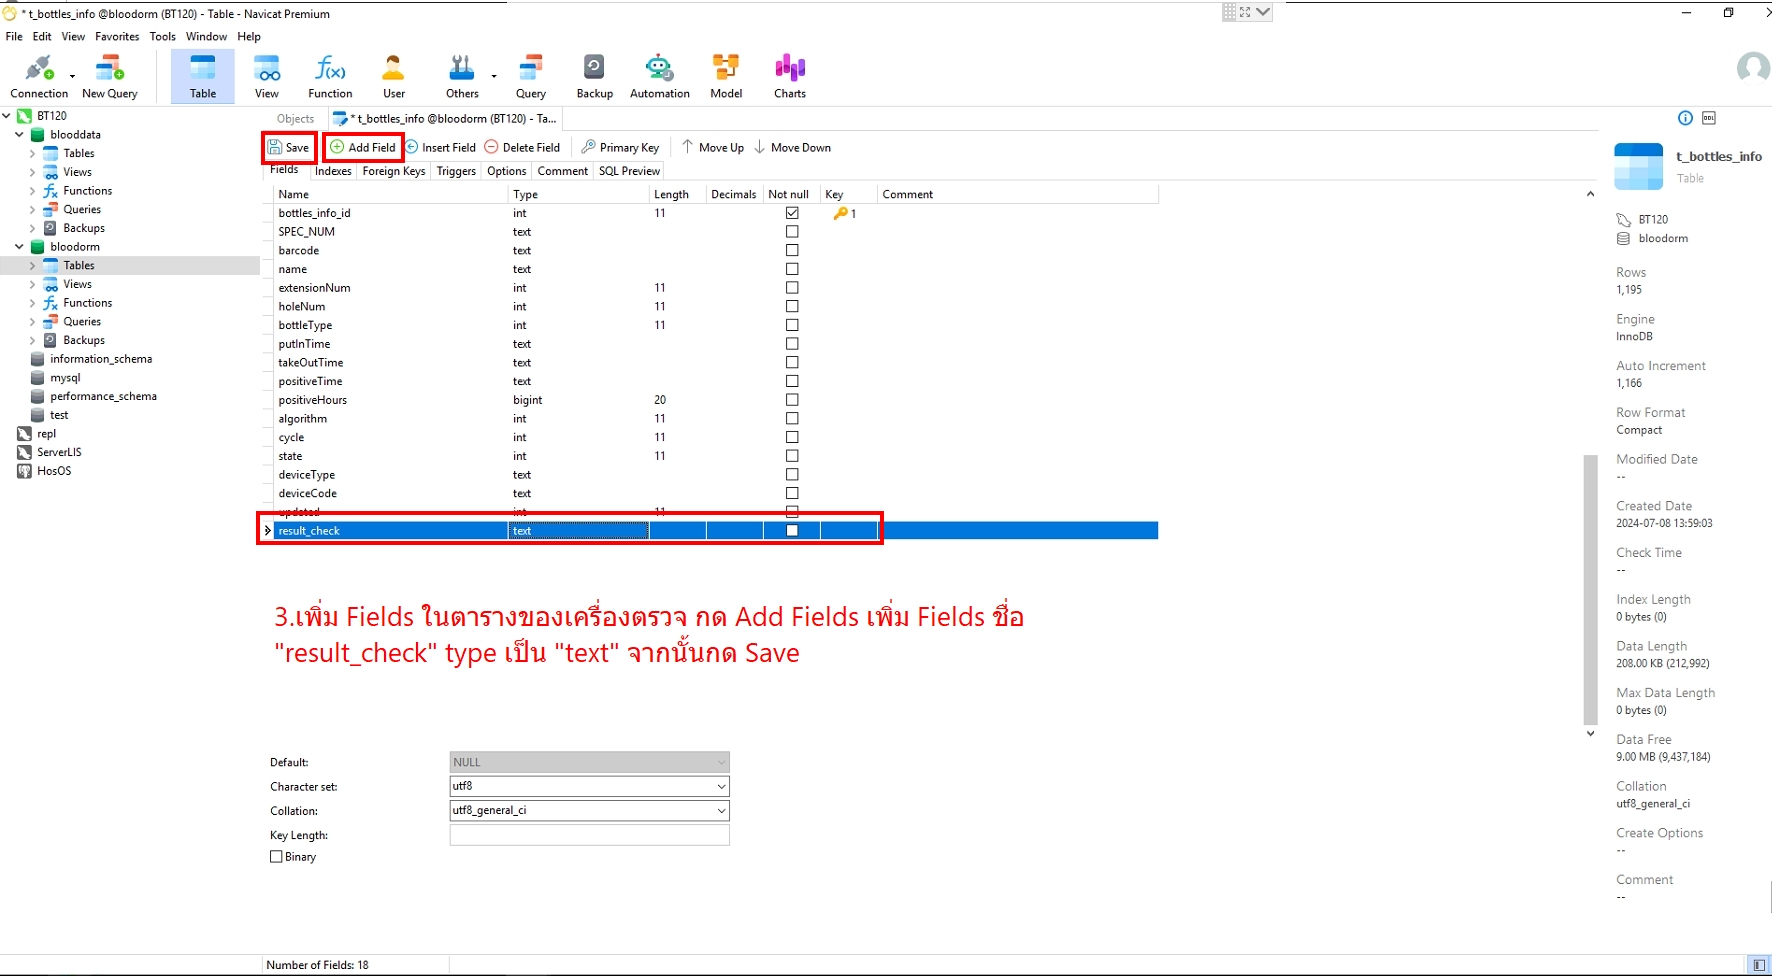 * t_bottles_info @bloodorm (BT120) - Table - Navicat Premium
File Edit View Favorites Tools Window Help
Connection New Query Table View Function User Others Query Backup Automation Model Charts
BT120
blooddata
Tables
Views
Functions
Queries
Backups
bloodorm
Tables
Views
Functions
Queries
Backups
information_schema
mysql
performance_schema
test
repl
ServerLIS
HosOS
Objects * t_bottles_info @bloodorm (BT120) - Ta...
Save Add Field Insert Field Delete Field Primary Key Move Up Move Down
Fields Indexes Foreign Keys Triggers Options Comment SQL Preview
Name Type Length Decimals Not null Key Comment
bottles_info_id int 11 1
SPEC_NUM text
barcode text
name text
extensionNum int 11
holeNum int 11
bottleType int 11
putInTime text
takeOutTime text
positiveTime text
positiveHours bigint 20
algorithm int 11
cycle int 11
state int 11
deviceType text
deviceCode text
updated int 11
result_check text
3.เพิ่ม Fields ในตารางของเครื่องตรวจ กด Add Fields เพิ่ม Fields ชื่อ
"result_check" type เป็น "text" จากนั้นกด Save
Default: NULL
Character set: utf8
Collation: utf8_general_ci
Key Length:
Binary
Number of Fields: 18
DDL
t_bottles_info
Table
BT120
bloodorm
Rows
1,195
Engine
InnoDB
Auto Increment
1,166
Row Format
Compact
Modified Date
--
Created Date
2024-07-08 13:59:03
Check Time
--
Index Length
0 bytes (0)
Data Length
208.00 KB (212,992)
Max Data Length
0 bytes (0)
Data Free
9.00 MB (9,437,184)
Collation
utf8_general_ci
Create Options
--
Comment
--